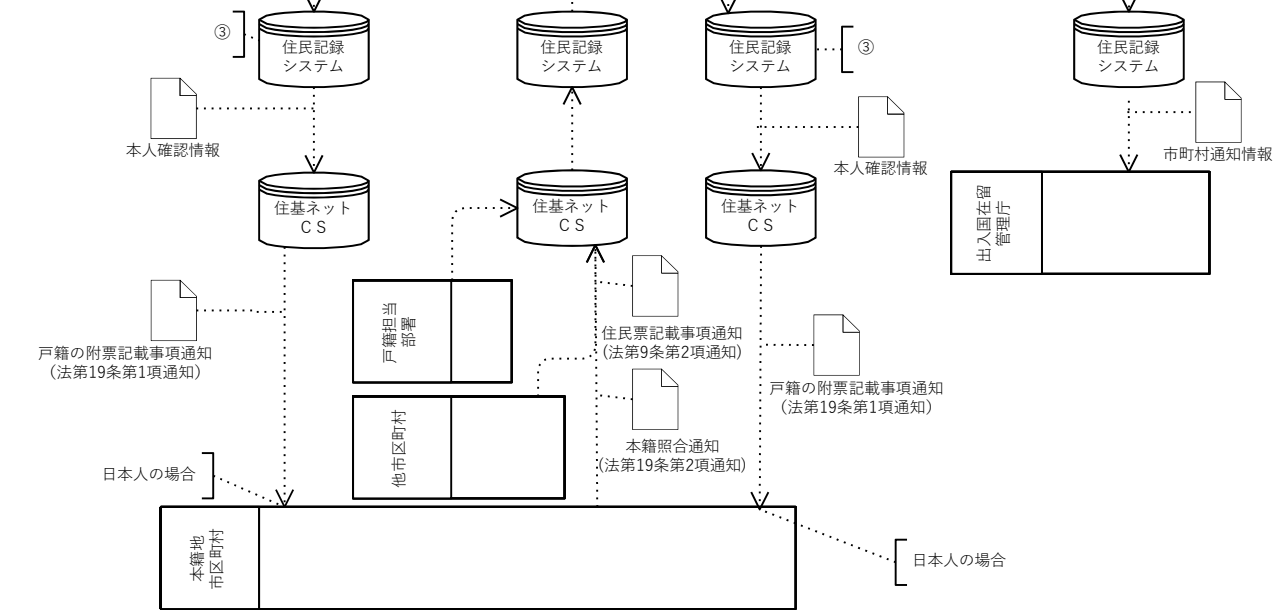 ③
住民記録
システム
住民記録
システム
住民記録
システム
③
住民記録
システム
本人確認情報
本人確認情報
市町村通知情報
住基ネット
ＣＳ
住基ネット
ＣＳ
住基ネット
ＣＳ
出入国在留
管理庁
戸籍の附票記載事項通知
（法第19条第1項通知）
戸籍担当
部署
住民票記載事項通知
(法第9条第2項通知)
戸籍の附票記載事項通知
（法第19条第1項通知）
他市区町村
本籍照合通知
(法第19条第2項通知)
日本人の場合
本籍地
市区町村
日本人の場合